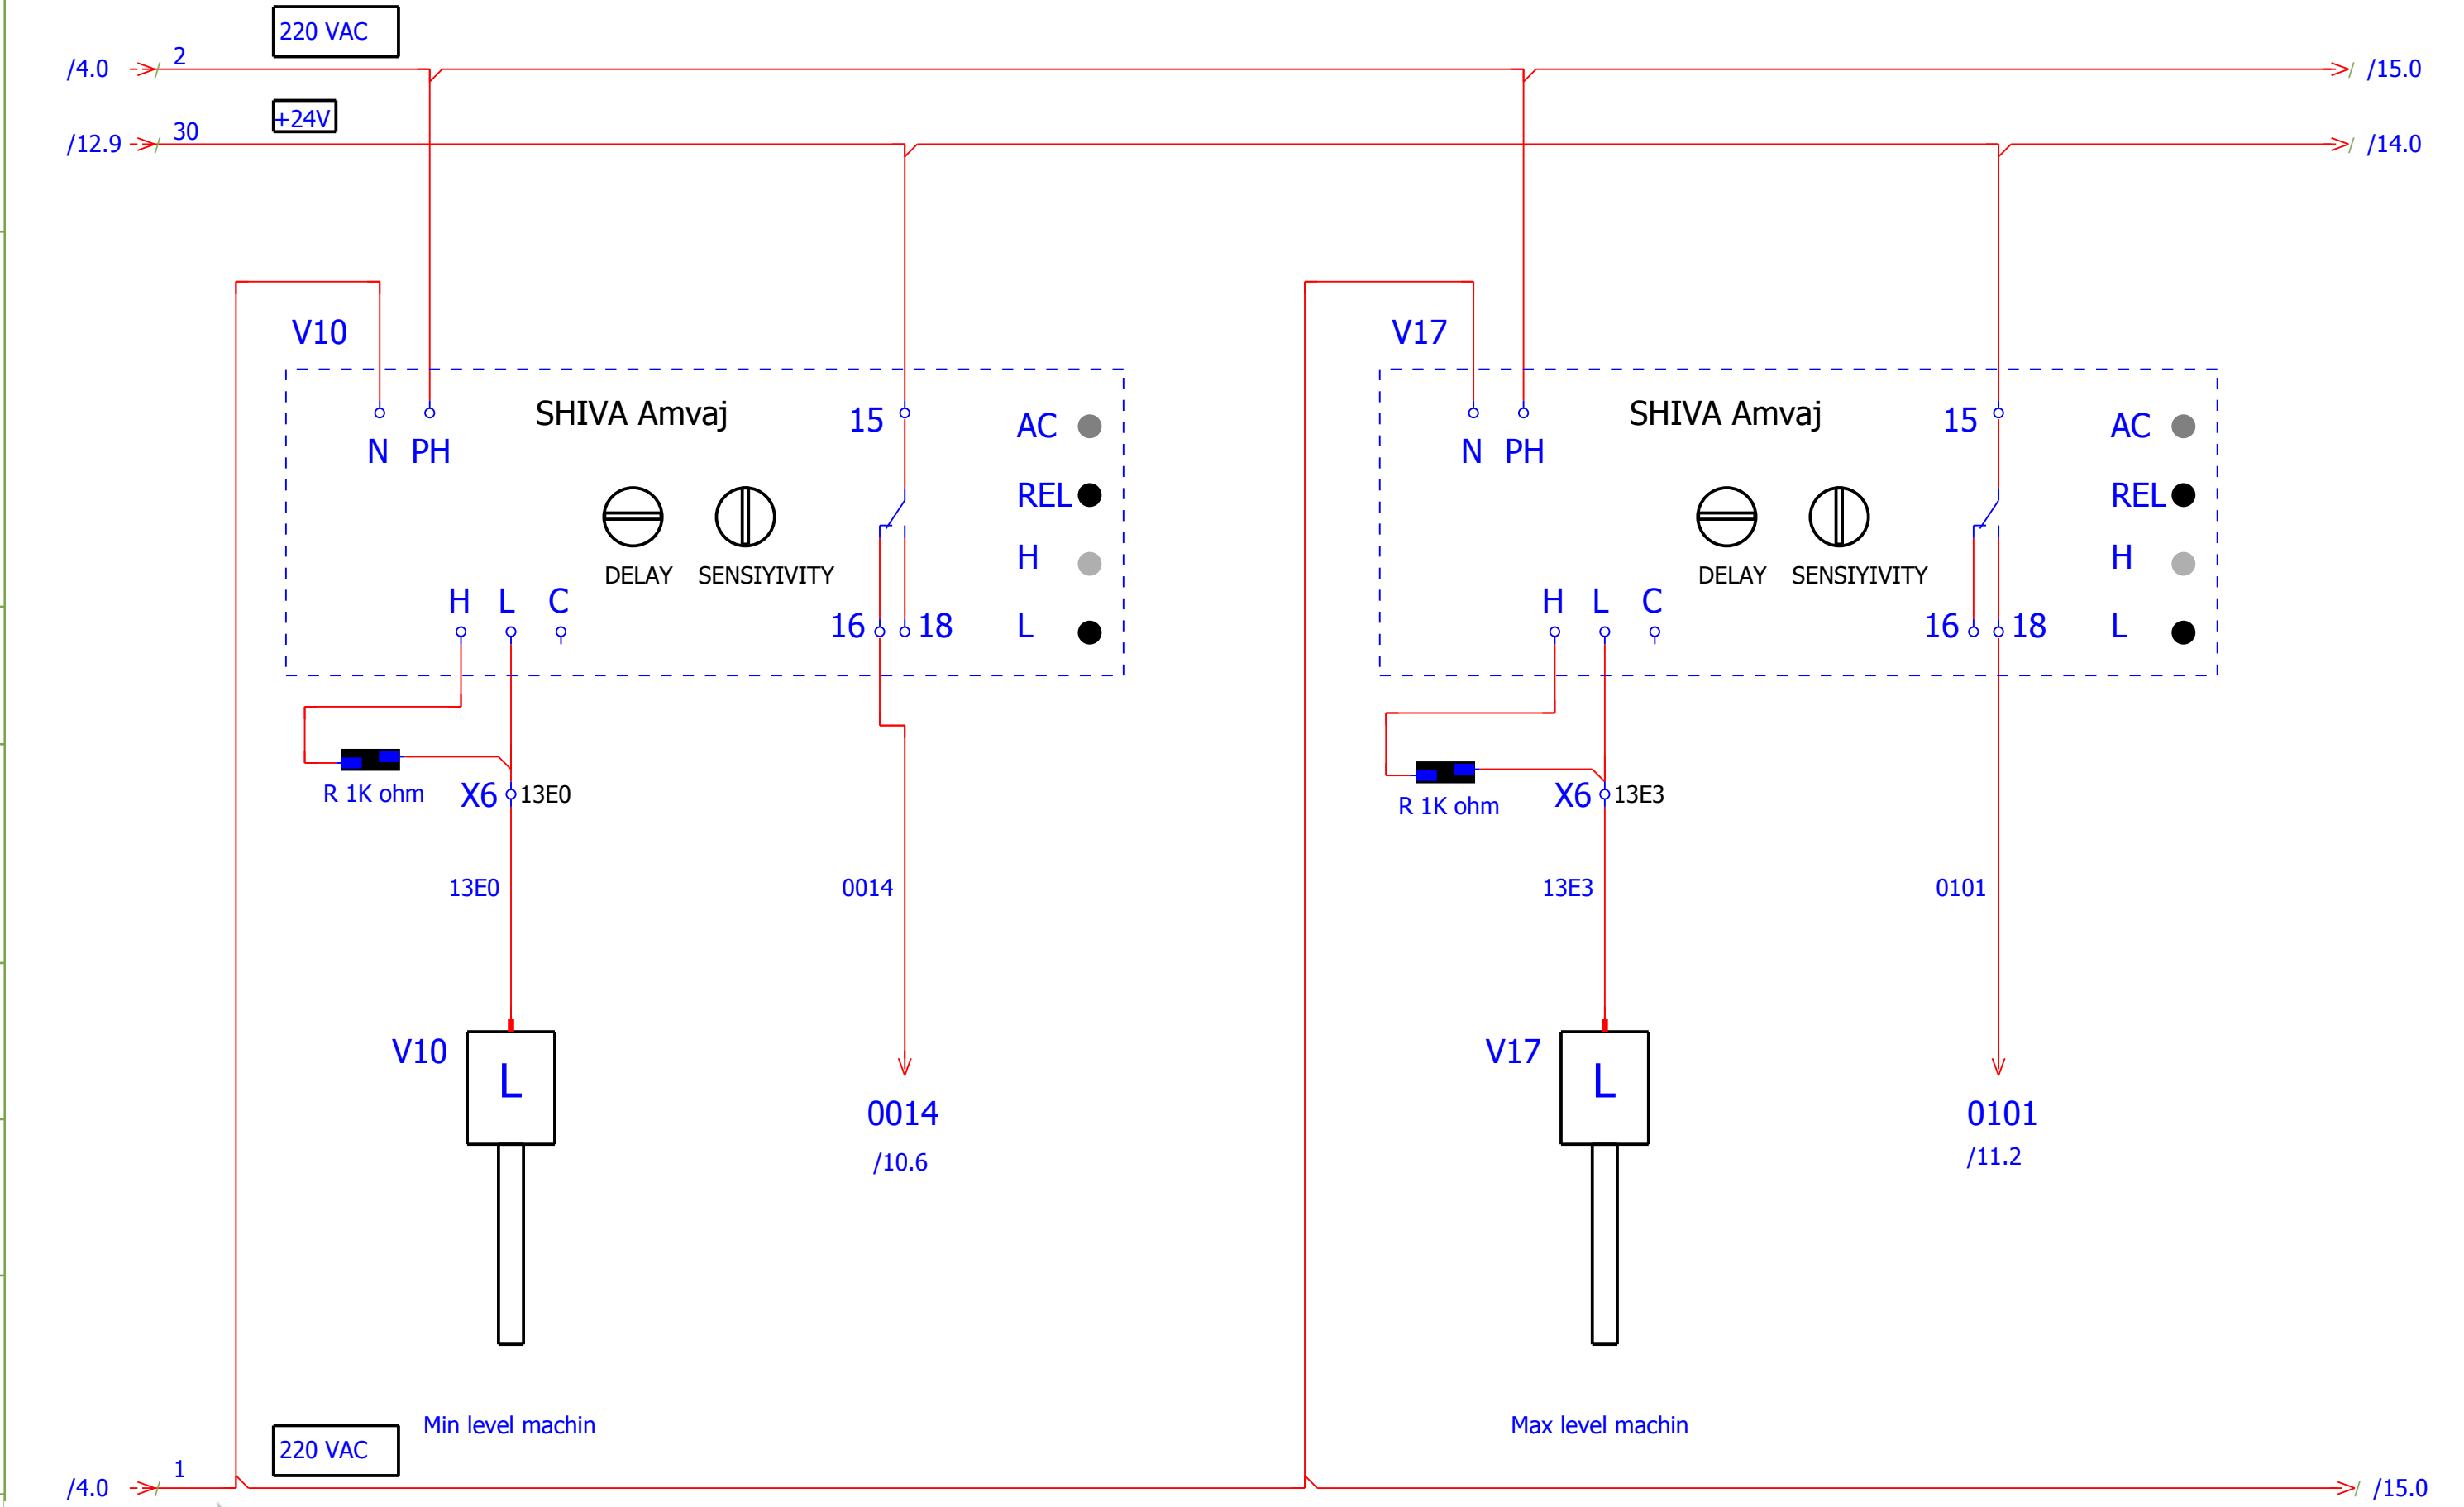 220 VAC
/4.0 2 /15.0
+24V
/12.9 30 /14.0
V10 V17
SHIVA Amvaj 15 AC SHIVA Amvaj 15 AC
N PH N PH
REL REL
DELAY SENSIYIVITY H DELAY SENSIYIVITY H
H L C H L C
16 18 L 16 18 L
R 1K ohm X6 13E0 R 1K ohm X6 13E3
13E0 0014 13E3 0101
V10 V17
L L
0014 0101
/10.6 /11.2
Min level machin Max level machin
220 VAC
/4.0 1 /15.0